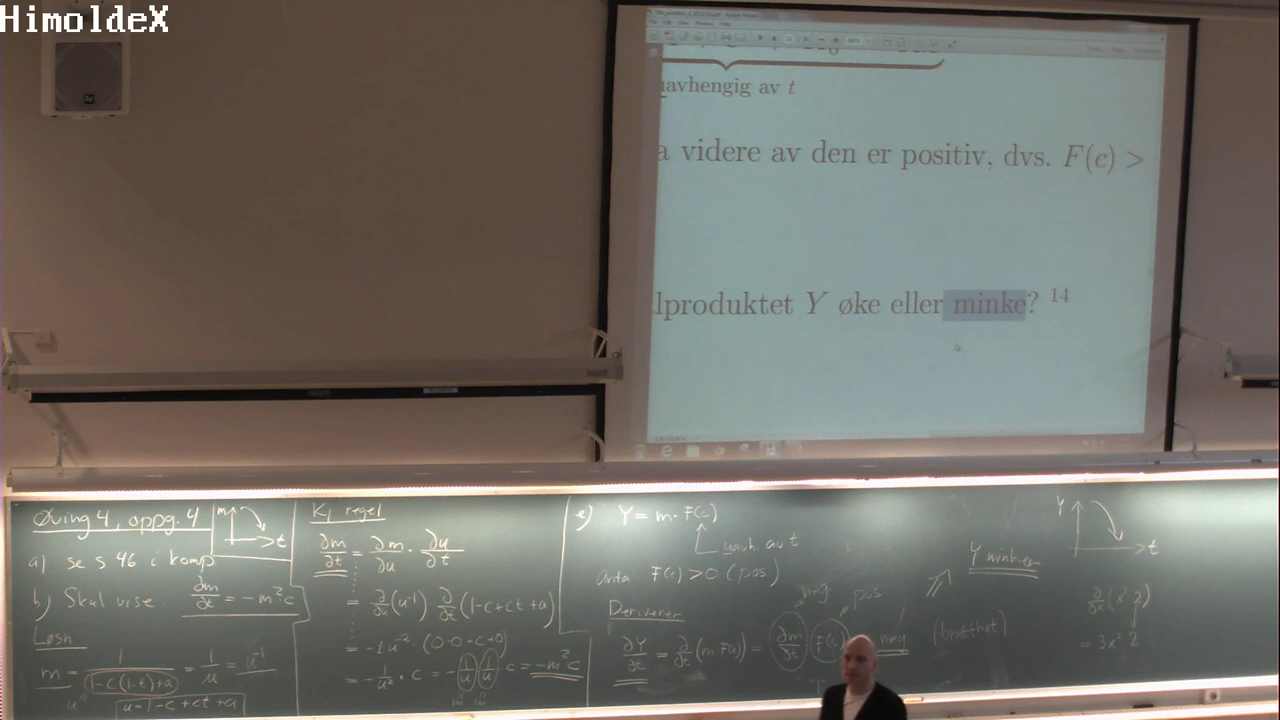 HimoldeX
uavhengig av t
a videre av den er positiv, dvs. F(c) >
lproduktet Y øke eller minke? 14
Øving 4, oppg. 4
m
t
a) se s 46 i komp
b) Skal vise: ∂m/∂t = -m²c
Løsn
m = 1/(1-c(1-t)+a) = 1/u = u⁻¹
u = 1-c+ct+a
Kj regel
∂m/∂t = ∂m/∂u · ∂u/∂t
= ∂/∂u (u⁻¹) ∂/∂t (1-c+ct+a)
= -1u⁻² · (0-0+c+0)
= -1/u² · c = -1/u 1/u c = -m²c
e) Y = m · F(c)
uavh av t
Anta F(c) > 0 (pos)
neg pos
Deriverer
∂Y/∂t = ∂/∂t (m F(c)) = ∂m/∂t F(c) = neg.
(bratthet)
Y minker
Y
t
= 3x² 2